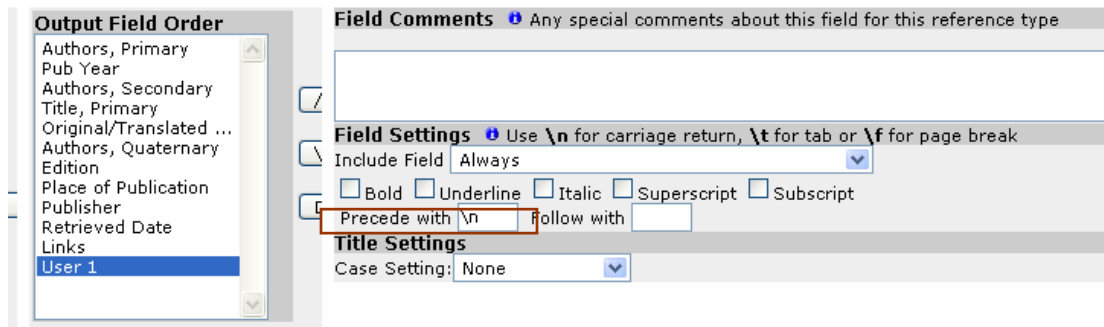 Output Field Order
Authors, Primary
Pub Year
Authors, Secondary
Title, Primary
Original/Translated ...
Authors, Quaternary
Edition
Place of Publication
Publisher
Retrieved Date
Links
User 1
Field Comments Any special comments about this field for this reference type
Field Settings Use \n for carriage return, \t for tab or \f for page break
Include Field Always
Bold Underline Italic Superscript Subscript
Precede with \n Follow with
Title Settings
Case Setting: None